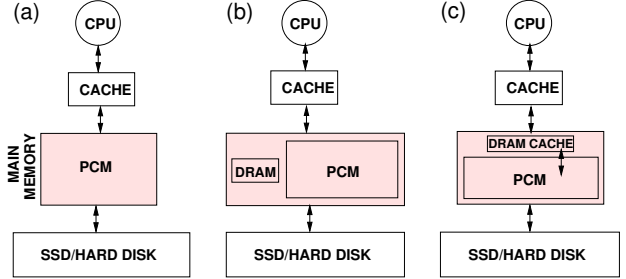 (a)
CPU
CACHE
MAIN
MEMORY
PCM
SSD/HARD DISK
(b)
CPU
CACHE
DRAM
PCM
SSD/HARD DISK
(c)
CPU
CACHE
DRAM CACHE
PCM
SSD/HARD DISK